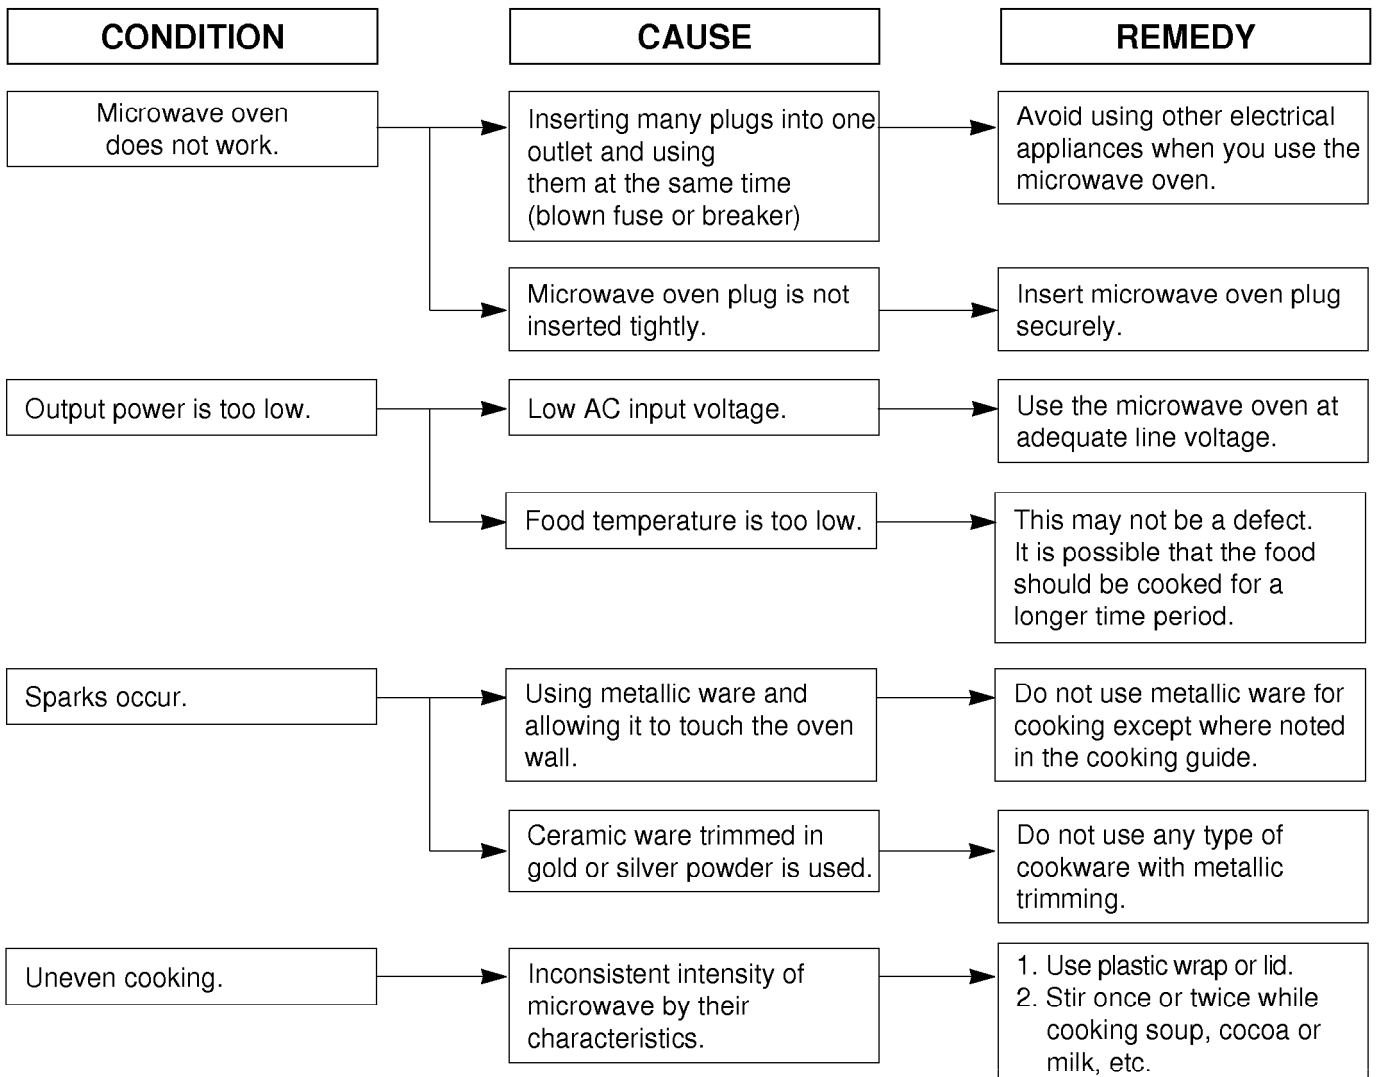 CONDITION
CAUSE
REMEDY
Microwave oven
does not work.
Inserting many plugs into one
outlet and using
them at the same time
(blown fuse or breaker)
Avoid using other electrical
appliances when you use the
microwave oven.
Microwave oven plug is not
inserted tightly.
Insert microwave oven plug
securely.
Output power is too low.
Low AC input voltage.
Use the microwave oven at
adequate line voltage.
Food temperature is too low.
This may not be a defect.
It is possible that the food
should be cooked for a
longer time period.
Sparks occur.
Using metallic ware and
allowing it to touch the oven
wall.
Do not use metallic ware for
cooking except where noted
in the cooking guide.
Ceramic ware trimmed in
gold or silver powder is used.
Do not use any type of
cookware with metallic
trimming.
Uneven cooking.
Inconsistent intensity of
microwave by their
characteristics.
1. Use plastic wrap or lid.
2. Stir once or twice while
cooking soup, cocoa or
milk, etc.